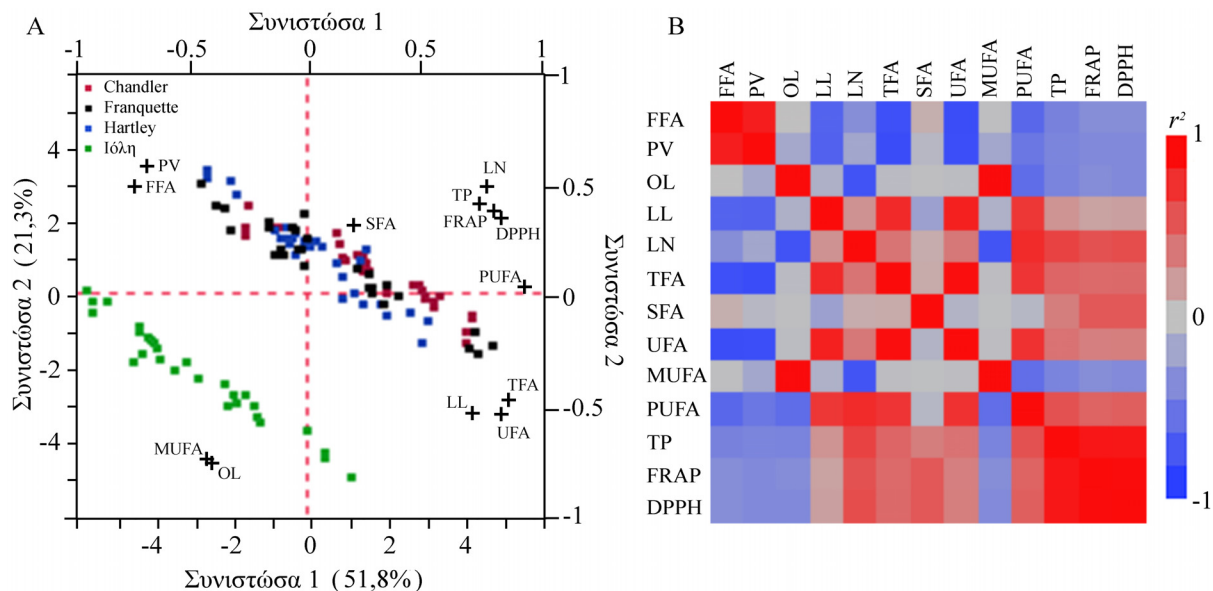 A
Συνιστώσα 1
-1 -0.5 0 0.5 1
Chandler
Franquette
Hartley
Ιόλη
PV
FFA
SFA
LN
TP
FRAP
DPPH
PUFA
TFA
LL
UFA
MUFA
OL
4
2
0
-2
-4
Συνιστώσα 2 (21,3%)
1
0.5
0
-0.5
-1
Συνιστώσα 2
-4 -2 0 2 4
Συνιστώσα 1 (51,8%)
B
FFA PV OL LL LN TFA SFA UFA MUFA PUFA TP FRAP DPPH
FFA
PV
OL
LL
LN
TFA
SFA
UFA
MUFA
PUFA
TP
FRAP
DPPH
r²
1
0
-1